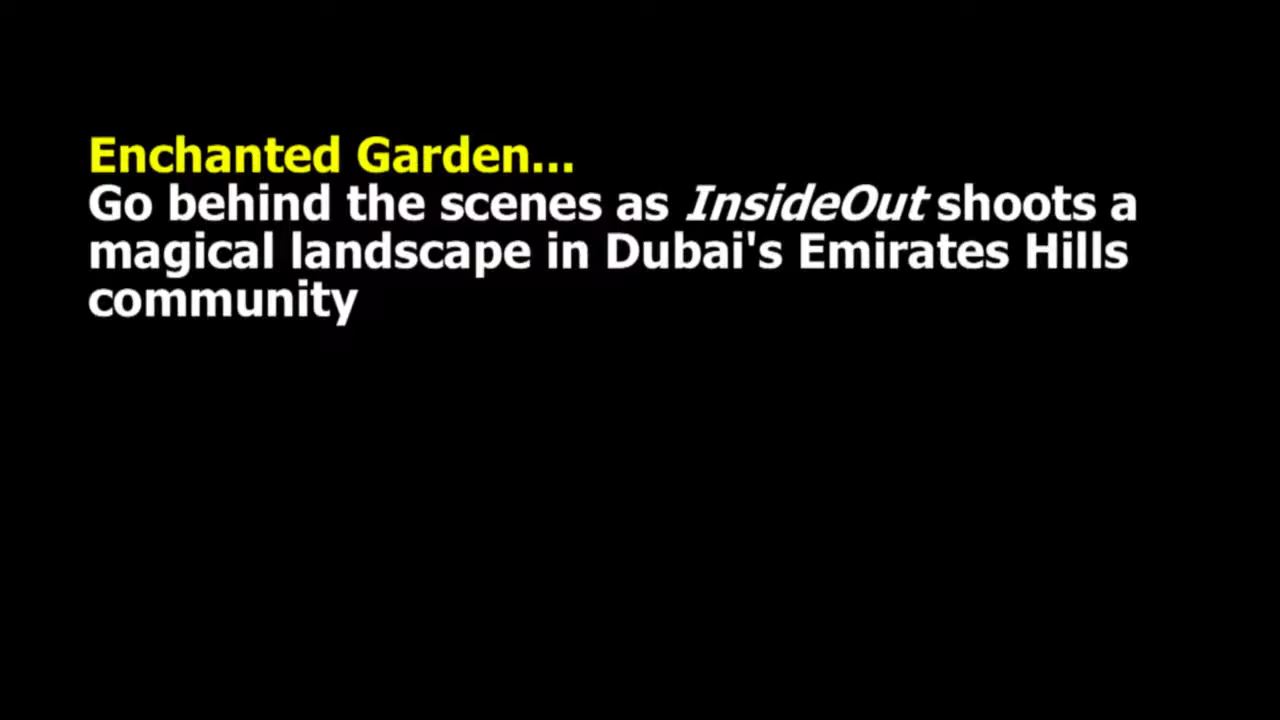 Enchanted Garden...
Go behind the scenes as InsideOut shoots a
magical landscape in Dubai's Emirates Hills
community